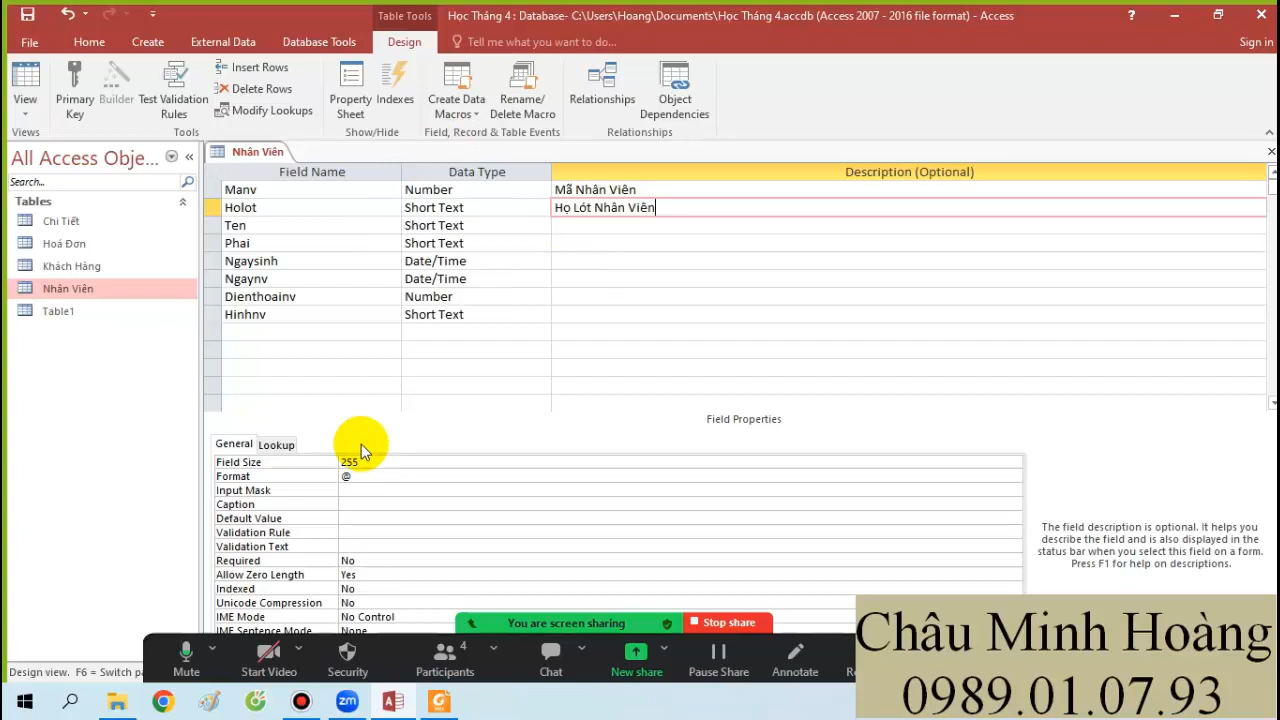 Table Tools
Học Tháng 4 : Database- C:\Users\Hoang\Documents\Học Tháng 4.accdb (Access 2007 - 2016 file format) - Access
?
File
Home
Create
External Data
Database Tools
Design
Tell me what you want to do...
Sign in
View
Primary Key
Builder
Test Validation Rules
Insert Rows
Delete Rows
Modify Lookups
Property Sheet
Indexes
Create Data Macros
Rename/ Delete Macro
Relationships
Object Dependencies
Views
Tools
Show/Hide
Field, Record & Table Events
Relationships
All Access Obje...
Search...
Tables
Chi Tiết
Hoá Đơn
Khách Hàng
Nhân Viên
Table1
Nhân Viên
Field Name Data Type Description (Optional)
Manv Number Mã Nhân Viên
Holot Short Text Họ Lót Nhân Viên
Ten Short Text
Phai Short Text
Ngaysinh Date/Time
Ngaynv Date/Time
Dienthoainv Number
Hinhnv Short Text
Field Properties
General Lookup
Field Size 255
Format @
Input Mask
Caption
Default Value
Validation Rule
Validation Text
Required No
Allow Zero Length Yes
Indexed No
Unicode Compression No
IME Mode No Control
IME Sentence Mode None
The field description is optional. It helps you
describe the field and is also displayed in the
status bar when you select this field on a form.
Press F1 for help on descriptions.
You are screen sharing
Stop share
Design view. F6 = Switch pa
Mute
Start Video
Security
4
Participants
Chat
New share
Pause Share
Annotate
zm
Châu Minh Hoàng
0989.01.07.93